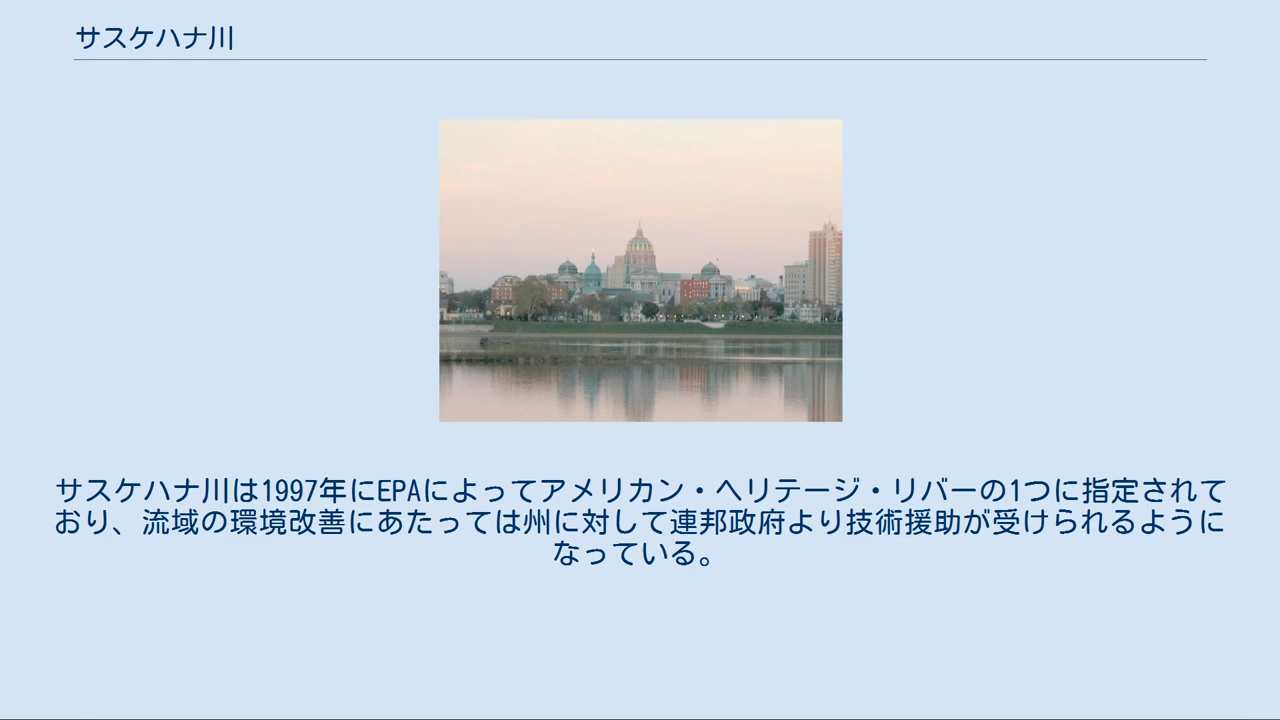 サスケハナ川
サスケハナ川は1997年にEPAによってアメリカン・ヘリテージ・リバーの1つに指定されて
おり、流域の環境改善にあたっては州に対して連邦政府より技術援助が受けられるように
なっている。